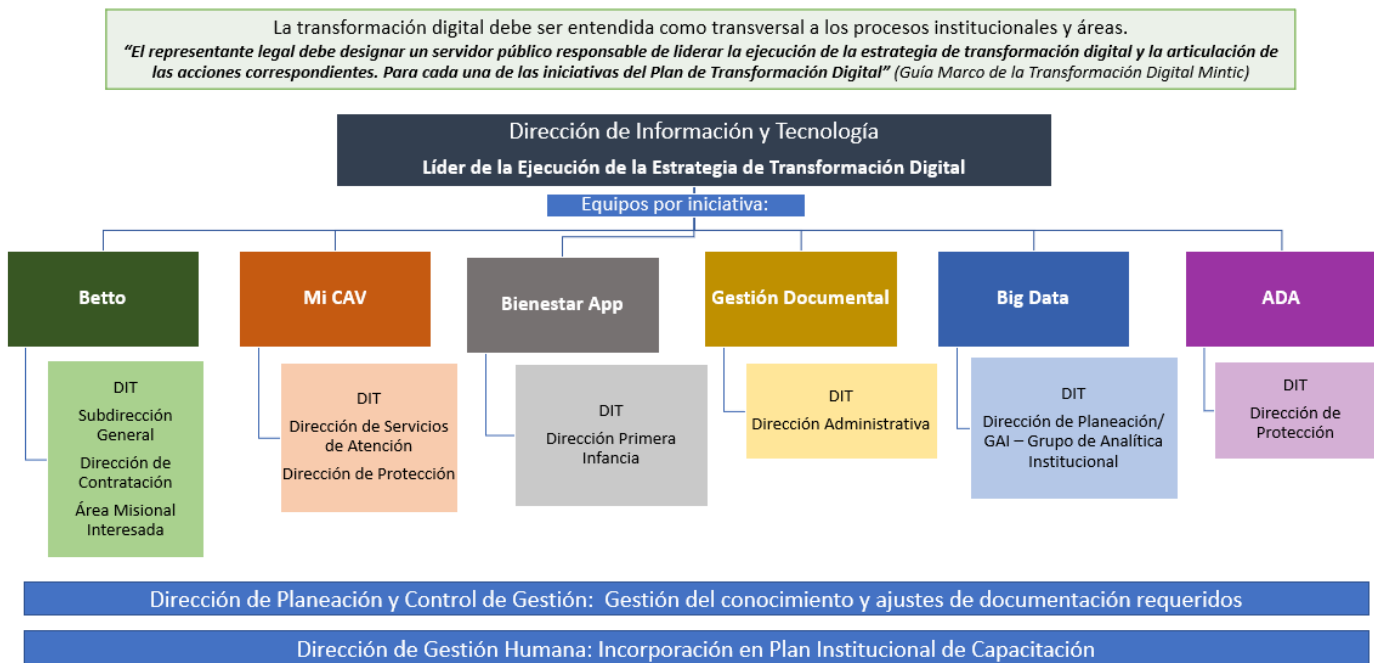 La transformación digital debe ser entendida como transversal a los procesos institucionales y áreas.
“El representante legal debe designar un servidor público responsable de liderar la ejecución de la estrategia de transformación digital y la articulación de
las acciones correspondientes. Para cada una de las iniciativas del Plan de Transformación Digital” (Guía Marco de la Transformación Digital Mintic)
Dirección de Información y Tecnología
Líder de la Ejecución de la Estrategia de Transformación Digital
Equipos por iniciativa:
Betto
DIT
Subdirección
General
Dirección de
Contratación
Área Misional
Interesada
Mi CAV
DIT
Dirección de Servicios
de Atención
Dirección de Protección
Bienestar App
DIT
Dirección Primera
Infancia
Gestión Documental
DIT
Dirección Administrativa
Big Data
DIT
Dirección de Planeación/
GAI – Grupo de Analítica
Institucional
ADA
DIT
Dirección de
Protección
Dirección de Planeación y Control de Gestión: Gestión del conocimiento y ajustes de documentación requeridos
Dirección de Gestión Humana: Incorporación en Plan Institucional de Capacitación